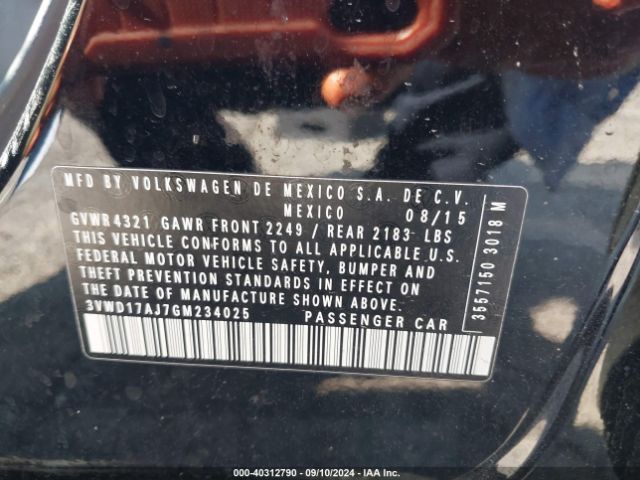 MFD BY VOLKSWAGEN DE MEXICO S.A. DE C.V.
MEXICO 08/15
GVWR 4321 GAWR FRONT 2249 / REAR 2183 LBS
THIS VEHICLE CONFORMS TO ALL APPLICABLE U.S.
FEDERAL MOTOR VEHICLE SAFETY, BUMPER AND
THEFT PREVENTION STANDARDS IN EFFECT ON
THE DATE OF MANUFACTURE SHOWN ABOVE.
3VWD17AJ7GM234025 PASSENGER CAR
3557150 3018 M
000-40312790 - 09/10/2024 - IAA Inc.